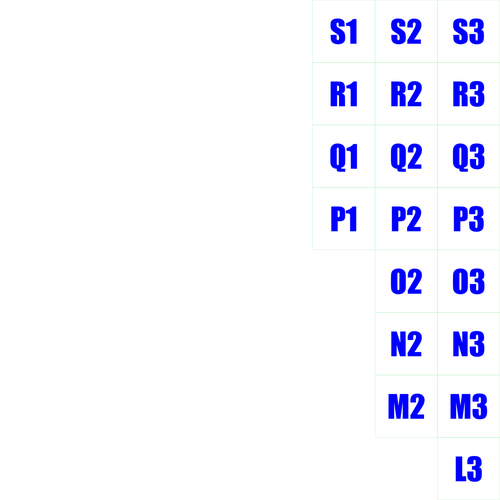 S1 S2 S3
R1 R2 R3
Q1 Q2 Q3
P1 P2 P3
O2 O3
N2 N3
M2 M3
L3